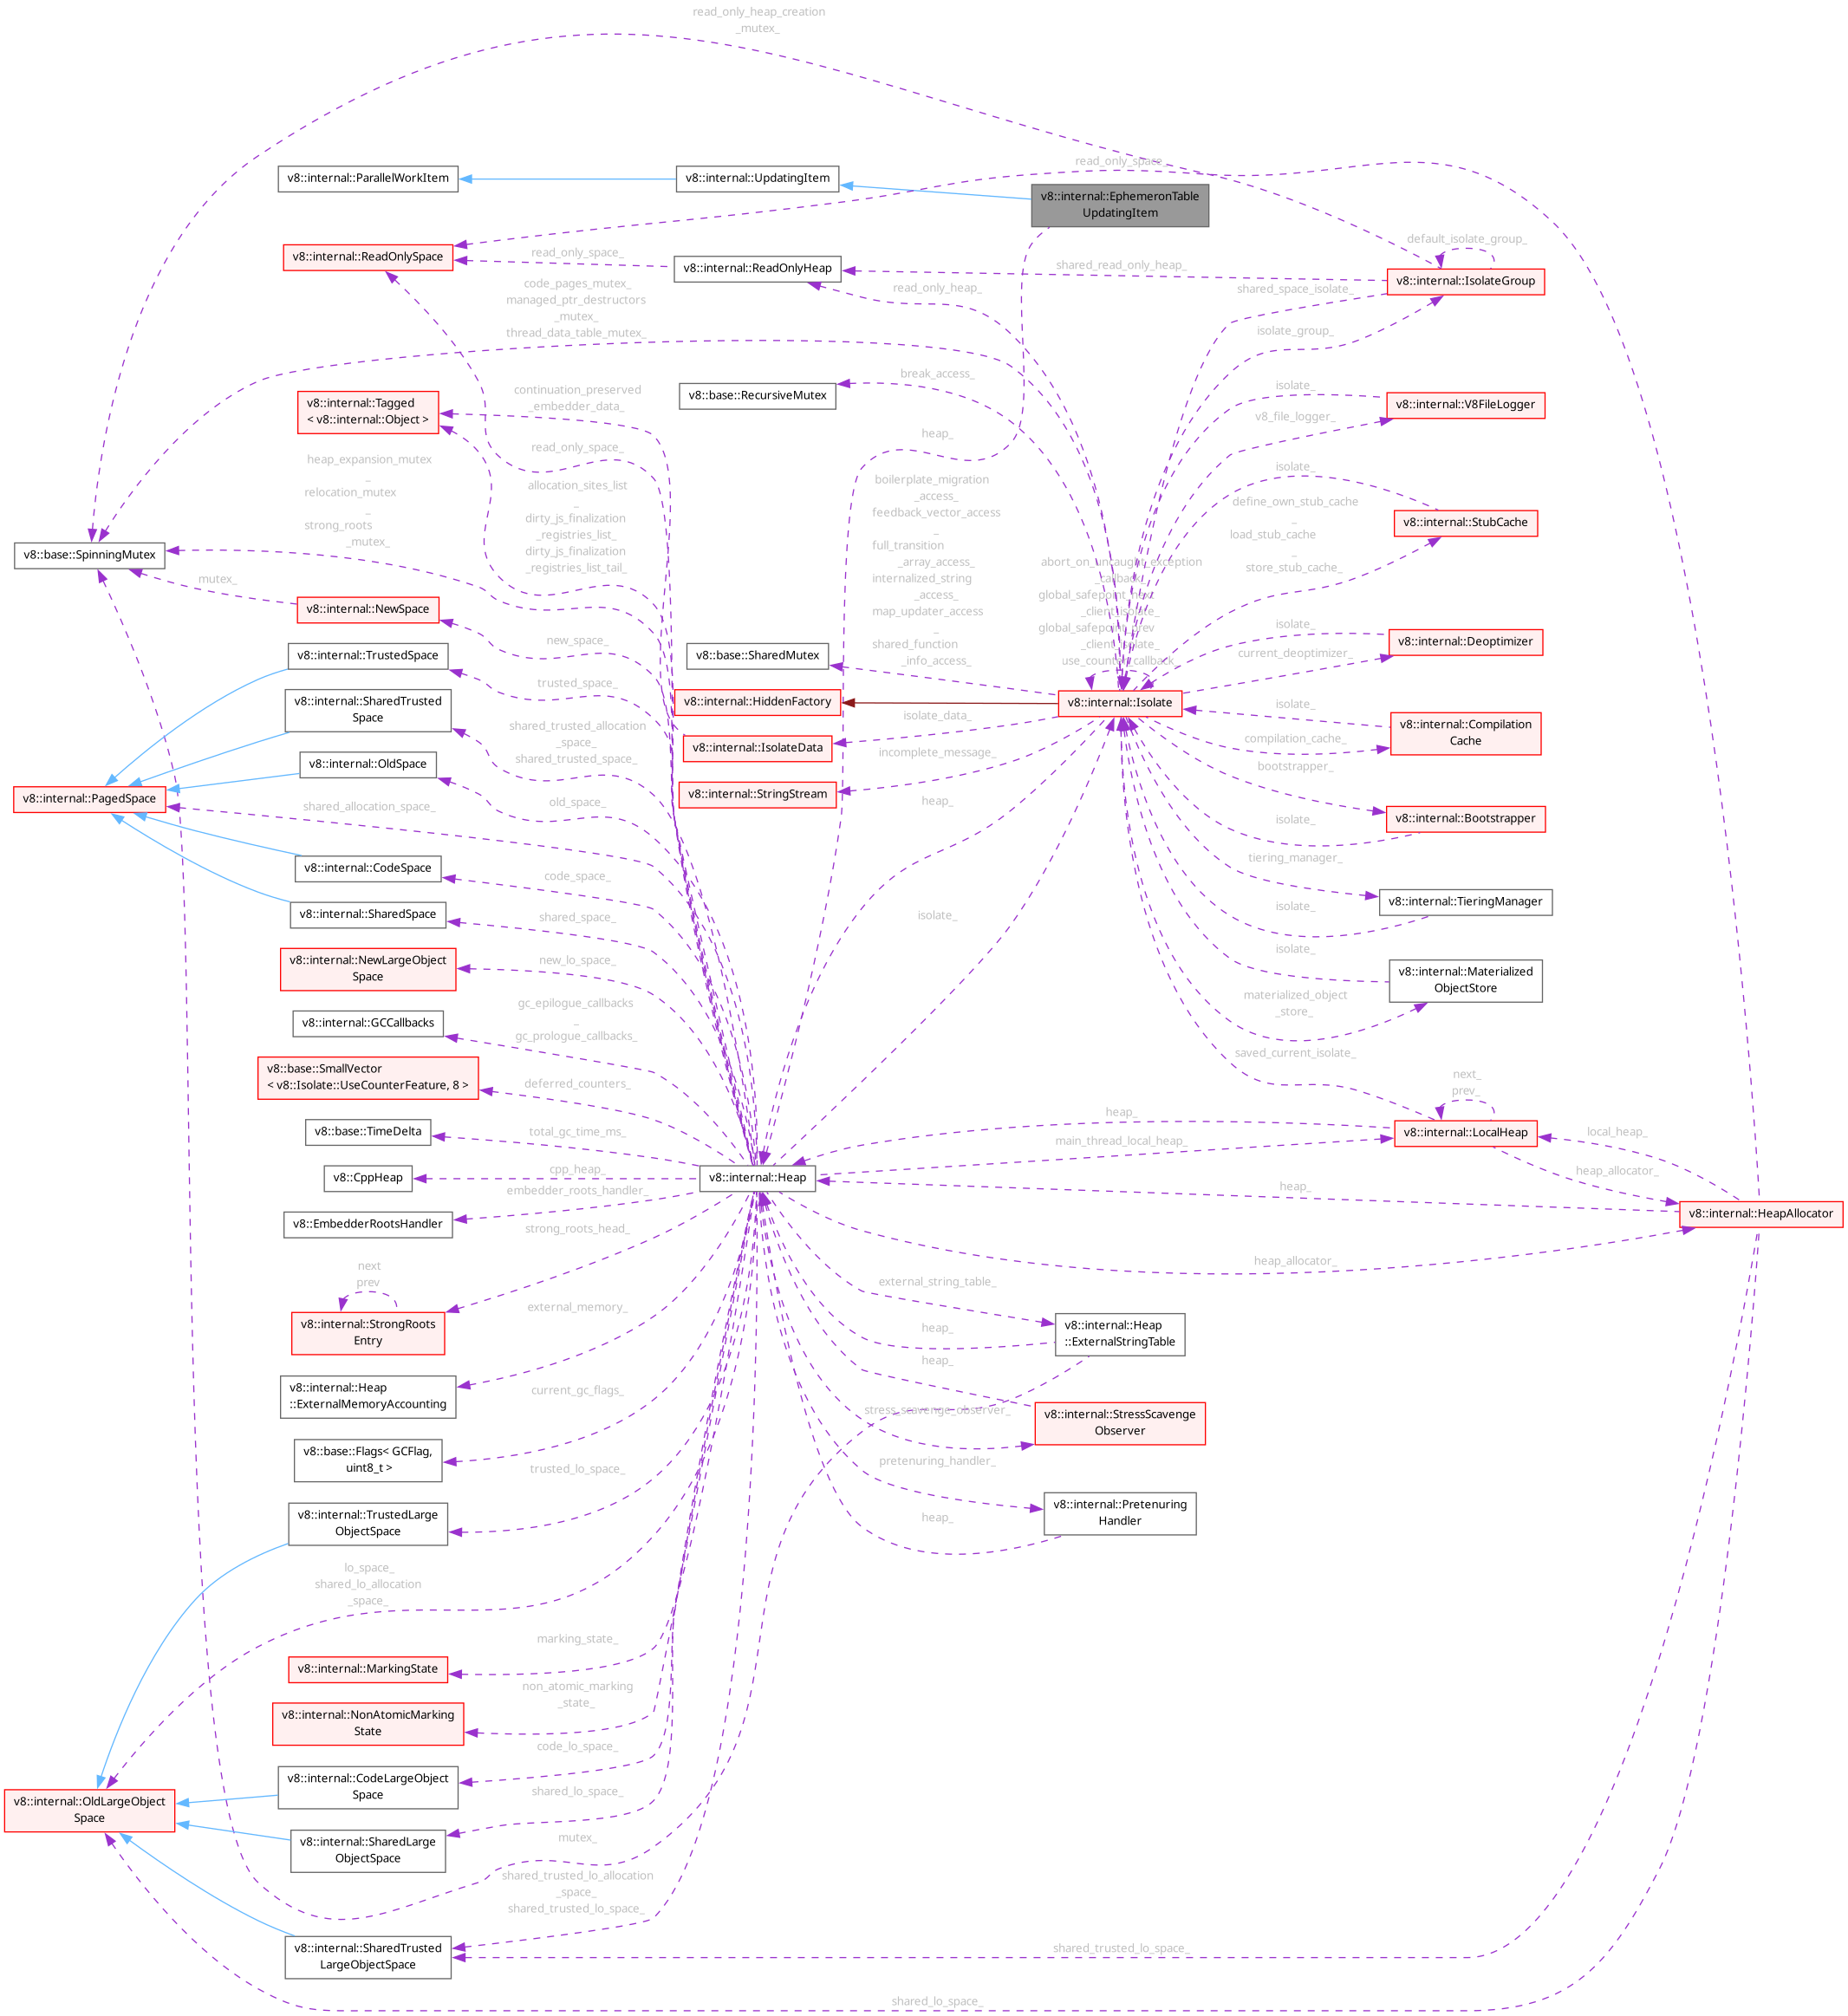 read_only_heap_creation
_mutex_
read_only_space_
v8::internal::ParallelWorkItem
v8::internal::UpdatingItem
v8::internal::EphemeronTable
UpdatingItem
default_isolate_group_
v8::internal::ReadOnlySpace
read_only_space_
v8::internal::ReadOnlyHeap
shared_read_only_heap_
v8::internal::IsolateGroup
code_pages_mutex_
managed_ptr_destructors
_mutex_
thread_data_table_mutex_
read_only_heap_
shared_space_isolate_
isolate_group_
continuation_preserved
_embedder_data_
v8::internal::Tagged
< v8::internal::Object >
v8::base::RecursiveMutex
break_access_
isolate_
v8_file_logger_
v8::internal::V8FileLogger
heap_
read_only_space_
heap_expansion_mutex
_
relocation_mutex
_
strong_roots
_mutex_
allocation_sites_list
_
dirty_js_finalization
_registries_list_
dirty_js_finalization
_registries_list_tail_
boilerplate_migration
_access_
feedback_vector_access
_
full_transition
_array_access_
internalized_string
_access_
map_updater_access
_
shared_function
_info_access_
isolate_
define_own_stub_cache
_
load_stub_cache
_
store_stub_cache_
v8::internal::StubCache
v8::base::SpinningMutex
mutex_
v8::internal::NewSpace
abort_on_uncaught_exception
_callback_
global_safepoint_next
_client_isolate_
global_safepoint_prev
_client_isolate_
use_counter_callback_
new_space_
v8::internal::TrustedSpace
trusted_space_
v8::base::SharedMutex
isolate_
current_deoptimizer_
v8::internal::Deoptimizer
v8::internal::SharedTrusted
Space
shared_trusted_allocation
_space_
shared_trusted_space_
v8::internal::HiddenFactory
v8::internal::Isolate
isolate_
compilation_cache_
v8::internal::Compilation
Cache
v8::internal::OldSpace
old_space_
v8::internal::IsolateData
isolate_data_
incomplete_message_
v8::internal::StringStream
bootstrapper_
v8::internal::PagedSpace
shared_allocation_space_
heap_
isolate_
v8::internal::Bootstrapper
v8::internal::CodeSpace
code_space_
tiering_manager_
v8::internal::SharedSpace
shared_space_
isolate_
isolate_
v8::internal::TieringManager
v8::internal::NewLargeObject
Space
new_lo_space_
isolate_
v8::internal::Materialized
ObjectStore
materialized_object
_store_
v8::internal::GCCallbacks
gc_epilogue_callbacks
_
gc_prologue_callbacks_
saved_current_isolate_
v8::base::SmallVector
< v8::Isolate::UseCounterFeature, 8 >
deferred_counters_
next_
prev_
v8::base::TimeDelta
total_gc_time_ms_
heap_
main_thread_local_heap_
v8::internal::LocalHeap
local_heap_
heap_allocator_
v8::CppHeap
cpp_heap_
v8::internal::Heap
heap_
v8::internal::HeapAllocator
v8::EmbedderRootsHandler
embedder_roots_handler_
strong_roots_head_
heap_allocator_
next
prev
external_string_table_
v8::internal::StrongRoots
Entry
external_memory_
heap_
v8::internal::Heap
::ExternalStringTable
heap_
v8::internal::Heap
::ExternalMemoryAccounting
current_gc_flags_
stress_scavenge_observer_
v8::internal::StressScavenge
Observer
v8::base::Flags< GCFlag,
uint8_t >
pretenuring_handler_
trusted_lo_space_
v8::internal::TrustedLarge
ObjectSpace
heap_
v8::internal::Pretenuring
Handler
lo_space_
shared_lo_allocation
_space_
marking_state_
v8::internal::MarkingState
non_atomic_marking
_state_
v8::internal::NonAtomicMarking
State
code_lo_space_
v8::internal::CodeLargeObject
Space
v8::internal::OldLargeObject
Space
shared_lo_space_
v8::internal::SharedLarge
ObjectSpace
mutex_
shared_trusted_lo_allocation
_space_
shared_trusted_lo_space_
v8::internal::SharedTrusted
LargeObjectSpace
shared_trusted_lo_space_
shared_lo_space_